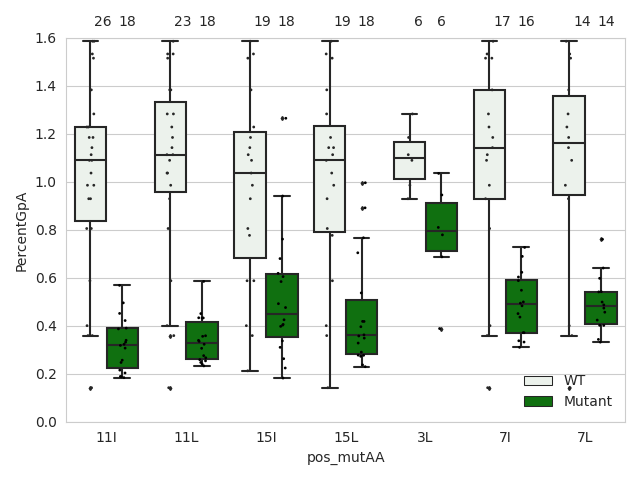 26 18 23 18 19 18 19 18 6 6 17 16 14 14
1.6
1.4
1.2
1.0
0.8
0.6
0.4
0.2
0.0
PercentGpA
WT
Mutant
11I 11L 15I 15L 3L 7I 7L
pos_mutAA